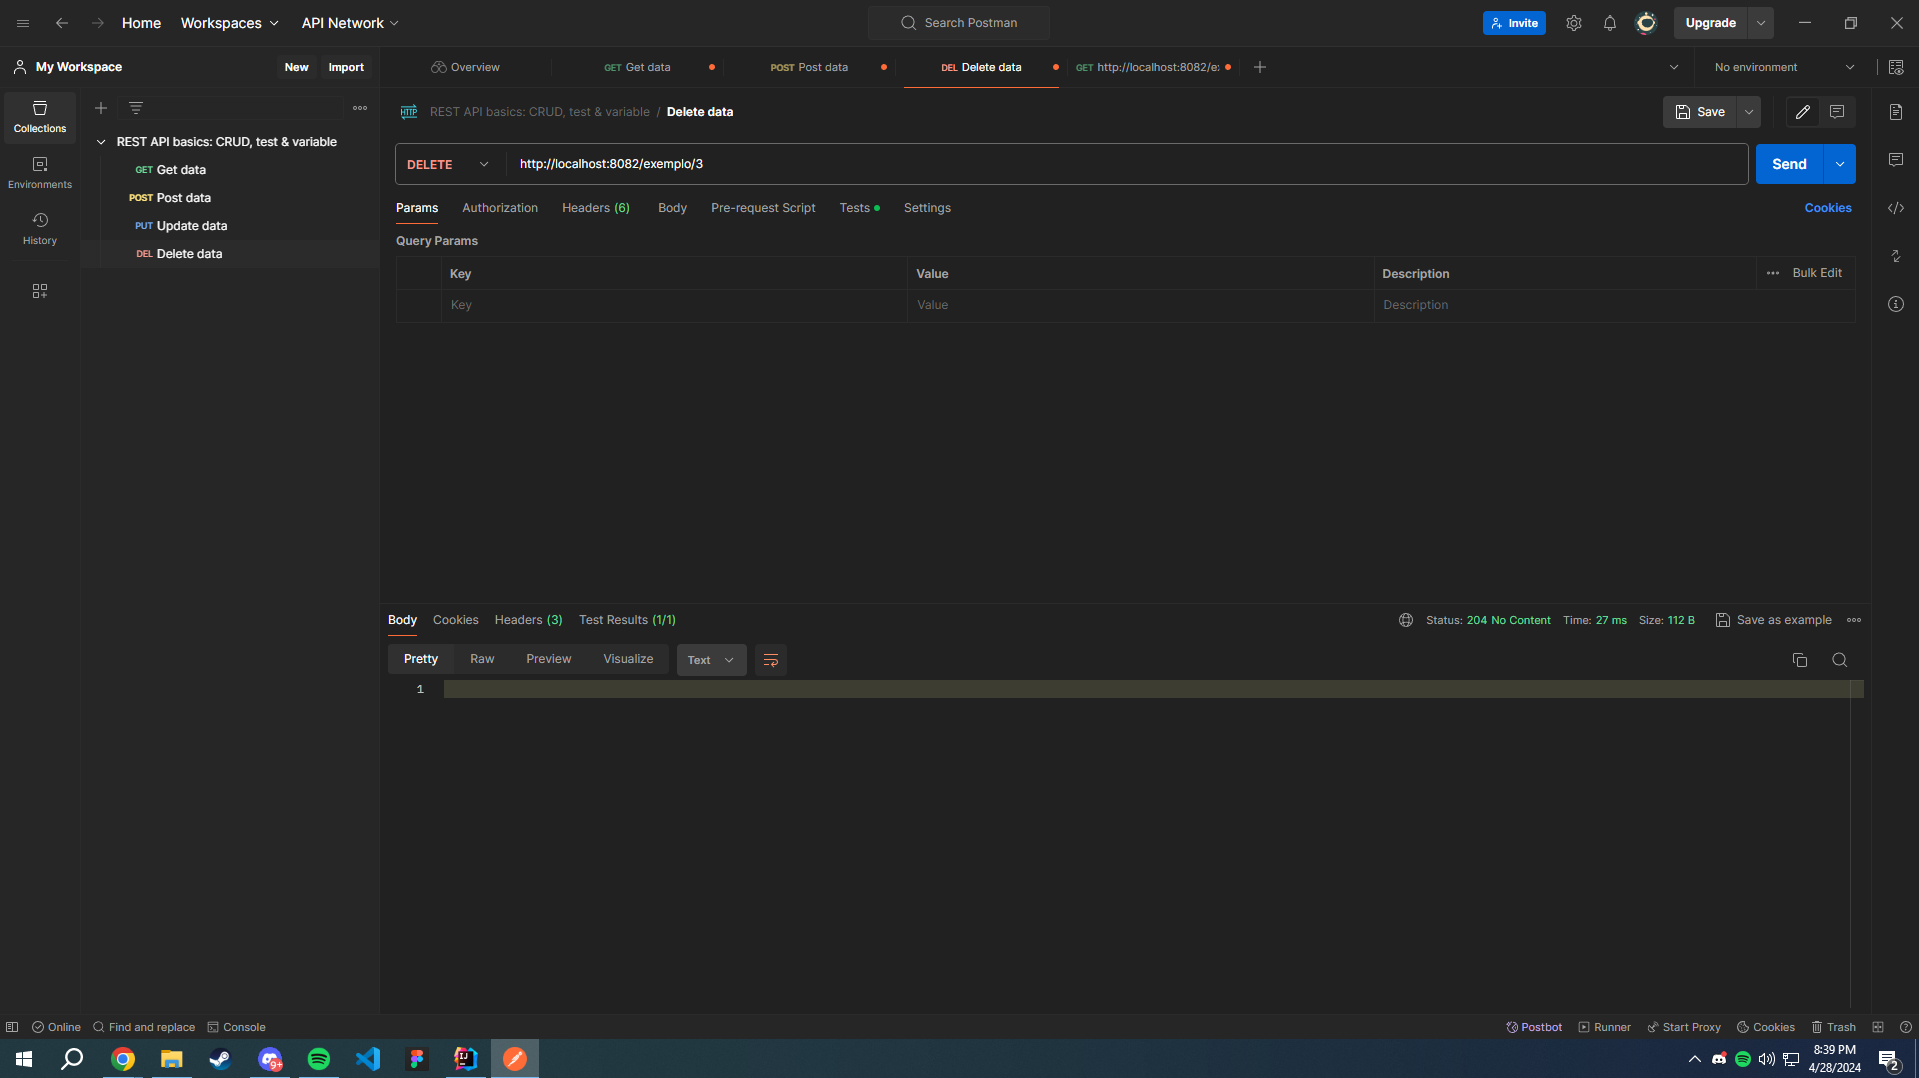 Home Workspaces API Network Search Postman Invite Upgrade
My Workspace New Import Overview GET Get data POST Post data DEL Delete data GET http://localhost:8082/e: No environment
Collections
Environments
History
REST API basics: CRUD, test & variable
GET Get data
POST Post data
PUT Update data
DEL Delete data
HTTP REST API basics: CRUD, test & variable / Delete data Save
DELETE http://localhost:8082/exemplo/3 Send
Params Authorization Headers (6) Body Pre-request Script Tests Settings Cookies
Query Params
Key Value Description Bulk Edit
Key Value Description
Body Cookies Headers (3) Test Results (1/1) Status: 204 No Content Time: 27 ms Size: 112 B Save as example
Pretty Raw Preview Visualize Text
1
Online Find and replace Console Postbot Runner Start Proxy Cookies Trash
9+ IJ 8:39 PM
4/28/2024 2